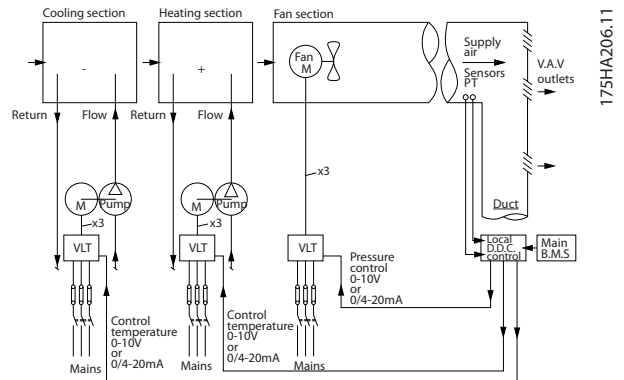 Cooling section
Heating section
Fan section
175HA206.11
-
+
Fan
M
Supply
air
Sensors
PT
V.A.V
outlets
Return
Flow
Return
Flow
M
Pump
M
Pump
x3
x3
x3
Duct
VLT
VLT
VLT
Local
D.D.C.
control
Main
B.M.S
Pressure
control
0-10V
or
0/4-20mA
Control
temperature
0-10V
or
0/4-20mA
Control
temperature
0-10V
or
0/4-20mA
Mains
Mains
Mains